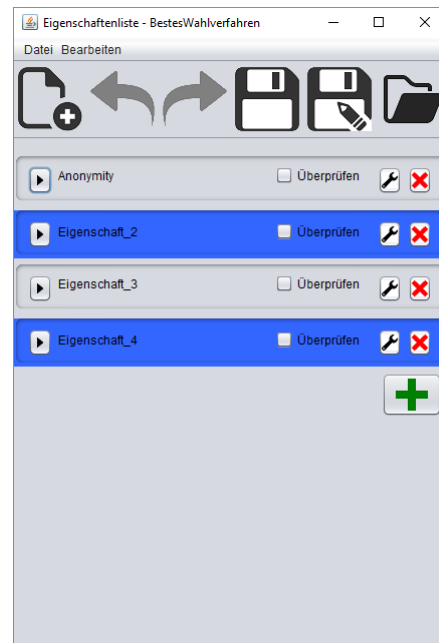 Eigenschaftenliste - BestesWahlverfahren
Datei Bearbeiten
Anonymity Überprüfen
Eigenschaft_2 Überprüfen
Eigenschaft_3 Überprüfen
Eigenschaft_4 Überprüfen